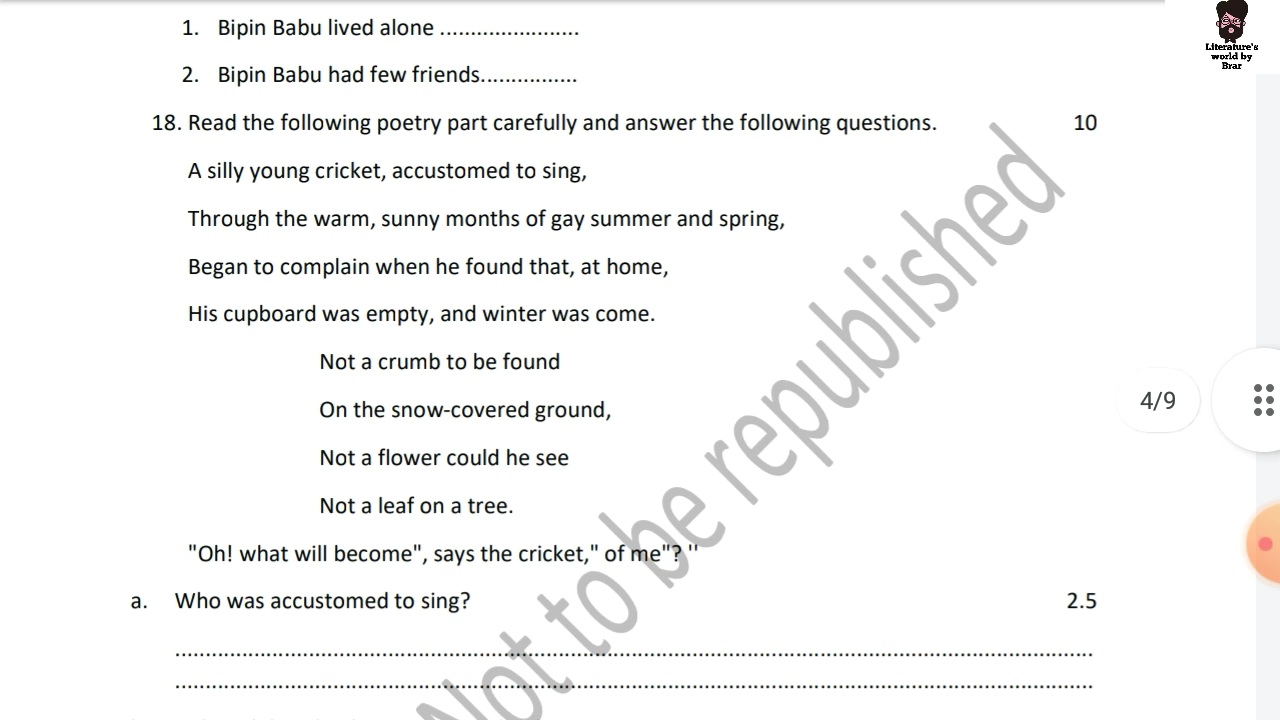 Literature's
world by
Brar
1. Bipin Babu lived alone .......................
2. Bipin Babu had few friends................
18. Read the following poetry part carefully and answer the following questions. 10
A silly young cricket, accustomed to sing,
Through the warm, sunny months of gay summer and spring,
Began to complain when he found that, at home,
His cupboard was empty, and winter was come.
Not a crumb to be found
On the snow-covered ground,
Not a flower could he see
Not a leaf on a tree.
"Oh! what will become", says the cricket," of me"? "
4/9
a. Who was accustomed to sing? 2.5
Not to be republished